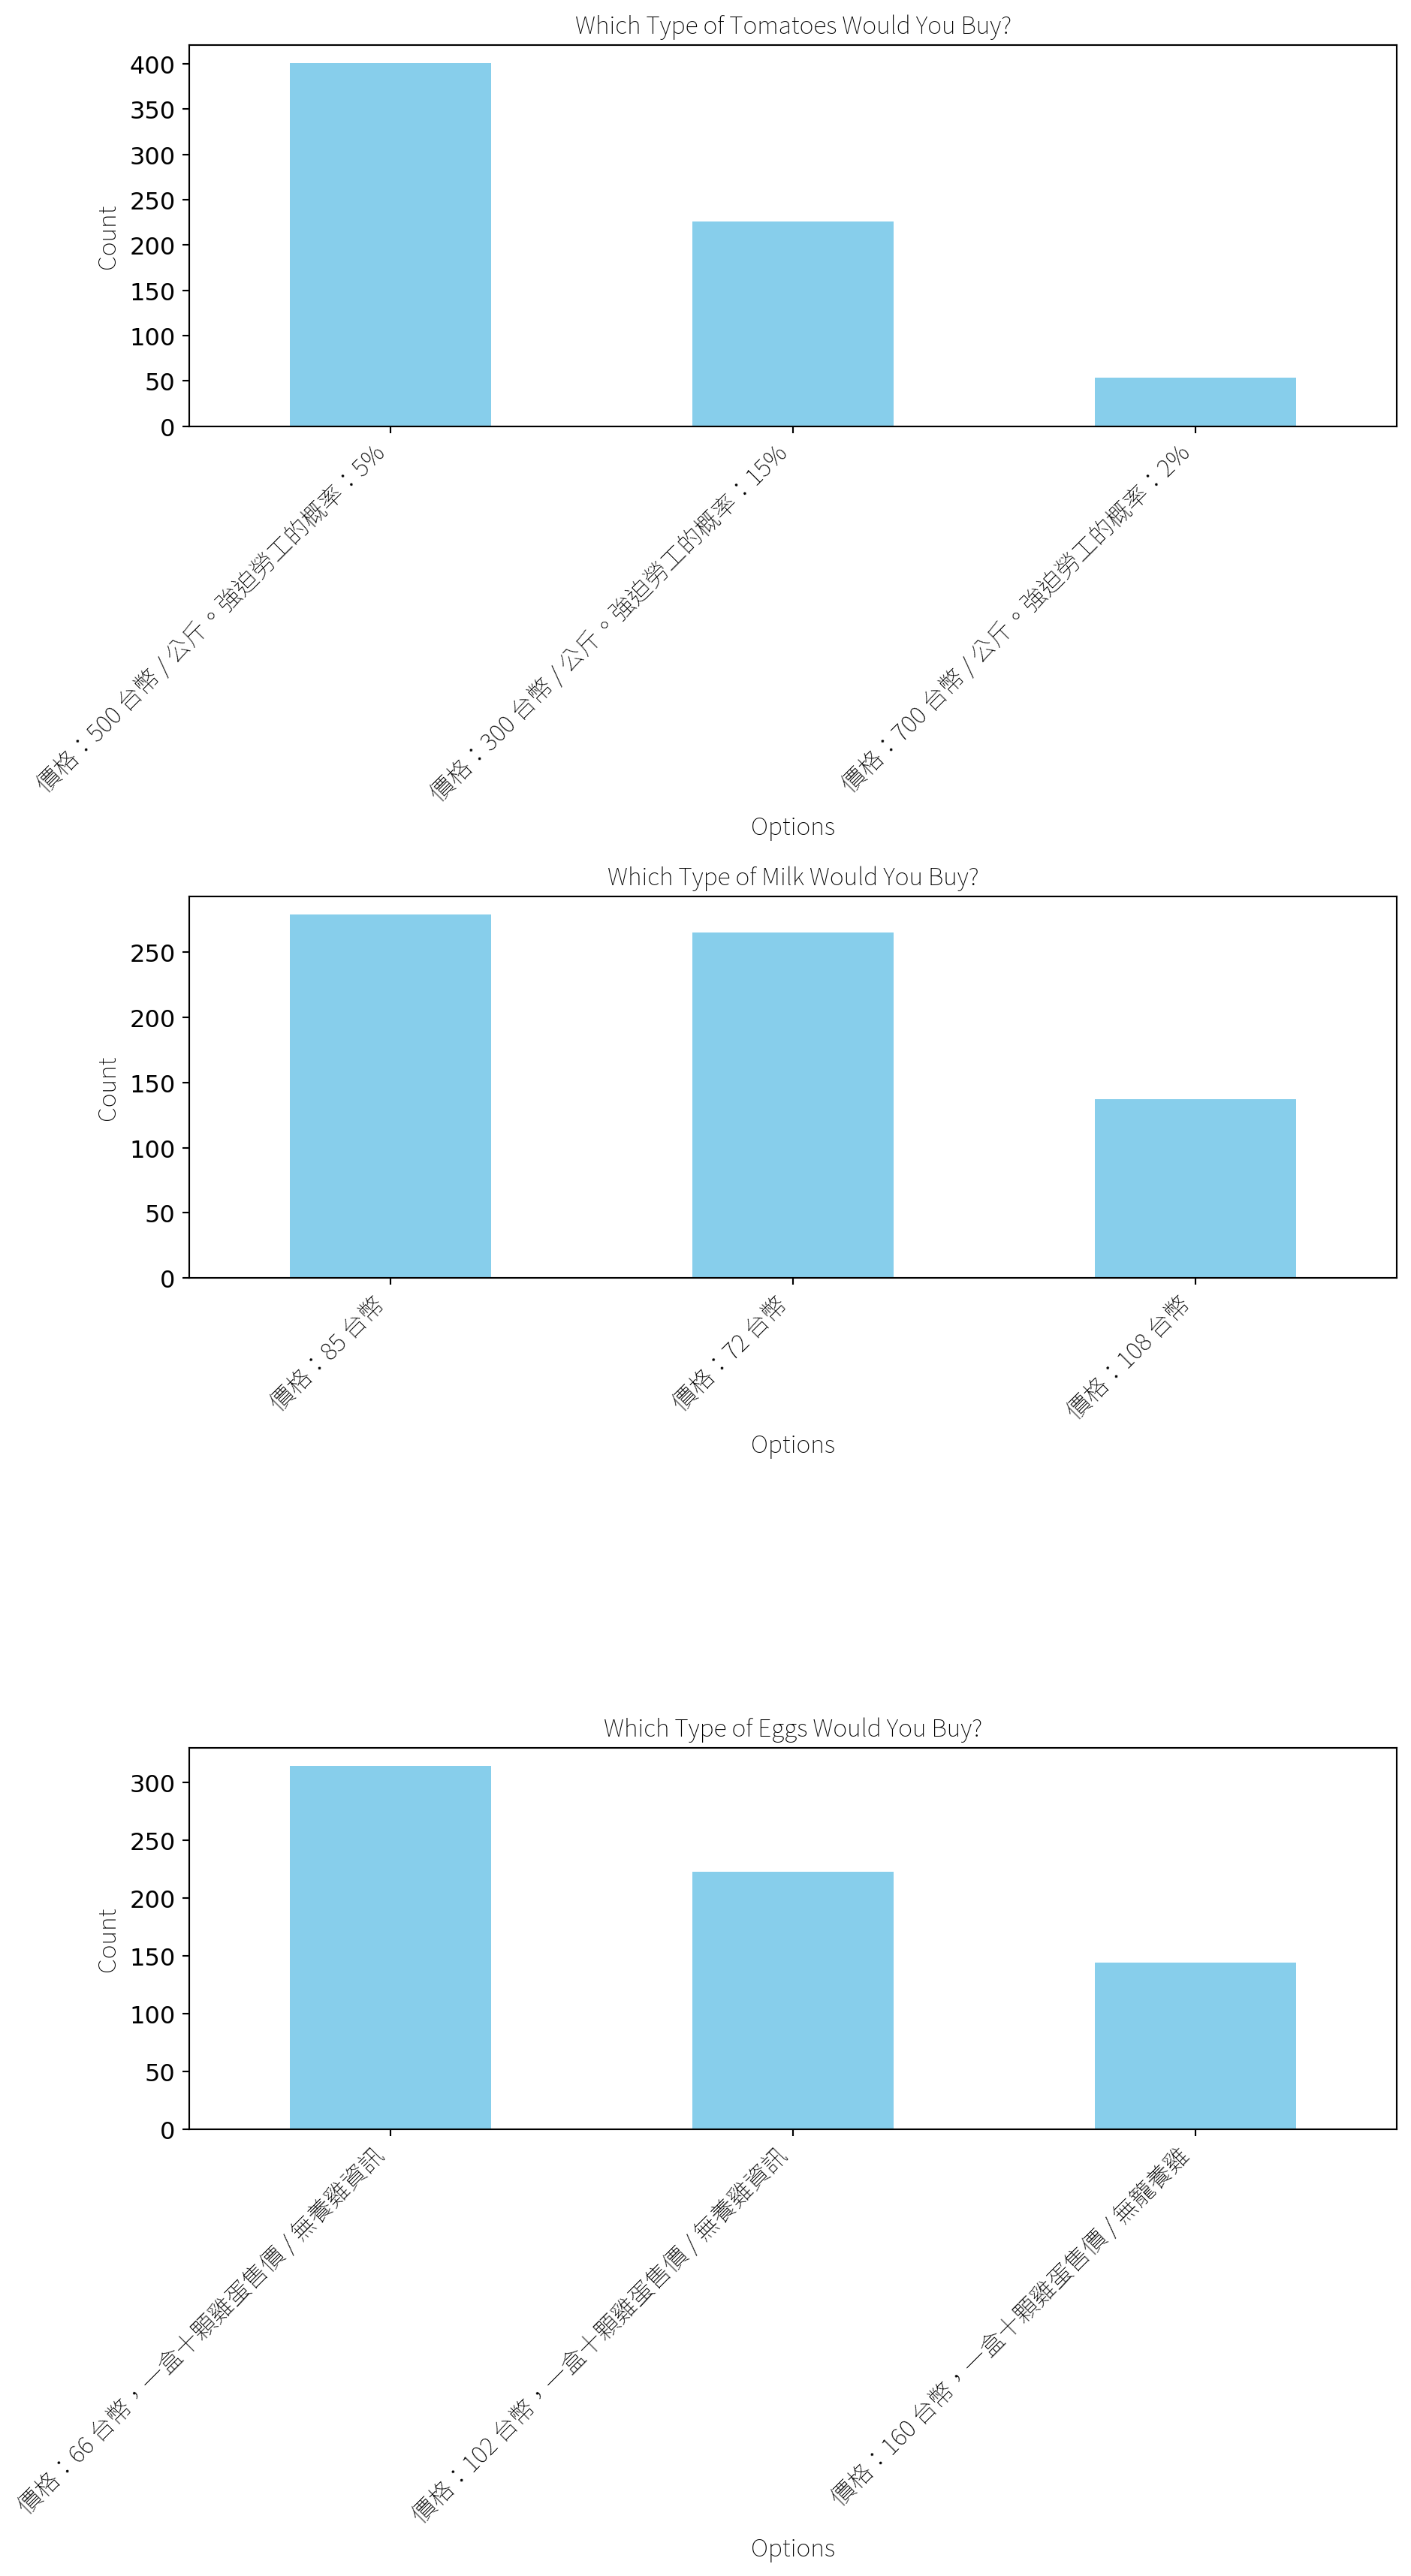 Which Type of Tomatoes Would You Buy?
400
350
300
250
200
150
100
50
0
Count
價格：500 台幣 / 公斤。強迫勞工的概率：5%
價格：300 台幣 / 公斤。強迫勞工的概率：15%
價格：700 台幣 / 公斤。強迫勞工的概率：2%
Options
Which Type of Milk Would You Buy?
250
200
150
100
50
0
Count
價格：85 台幣
價格：72 台幣
價格：108 台幣
Options
Which Type of Eggs Would You Buy?
300
250
200
150
100
50
0
Count
價格：66 台幣，一盒十顆雞蛋售價 / 無養雞資訊
價格：102 台幣，一盒十顆雞蛋售價 / 無養雞資訊
價格：160 台幣，一盒十顆雞蛋售價 / 無籠養雞
Options